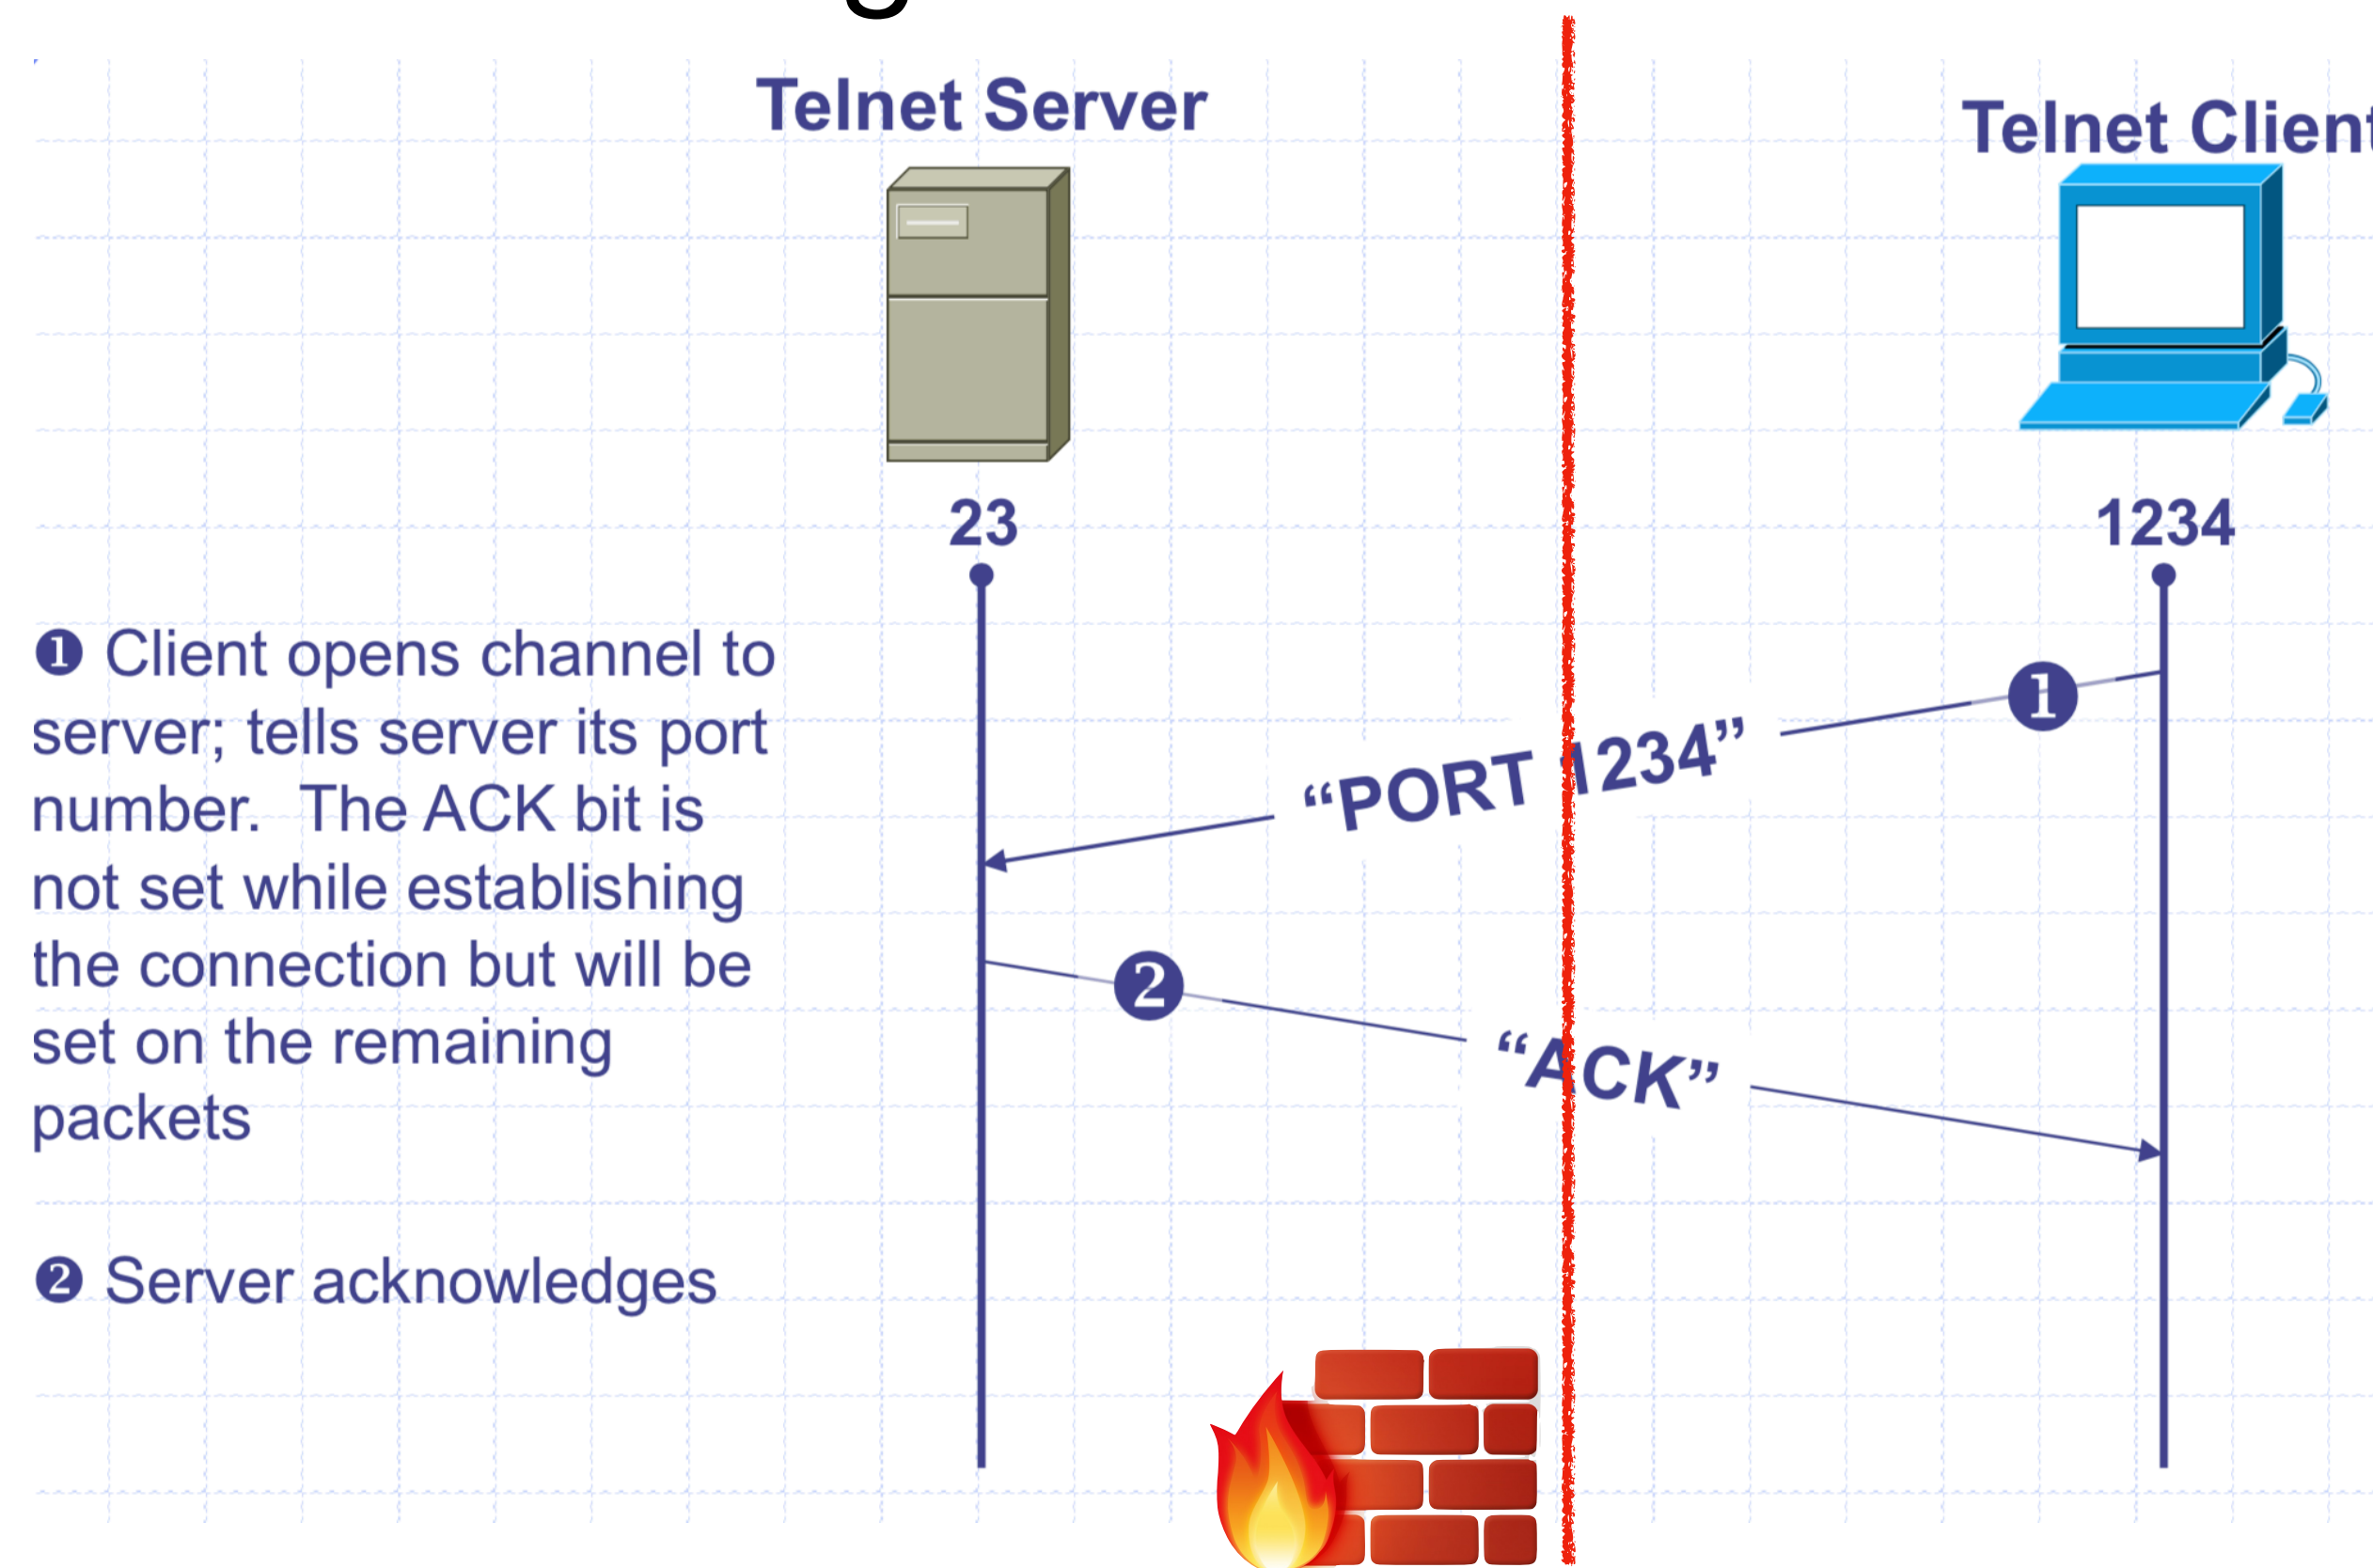 Telnet Server
Telnet Client
23
1234
❶ Client opens channel to
server; tells server its port
number. The ACK bit is
not set while establishing
the connection but will be
set on the remaining
packets
❷ Server acknowledges
❶
“PORT 1234”
❷
“ACK”